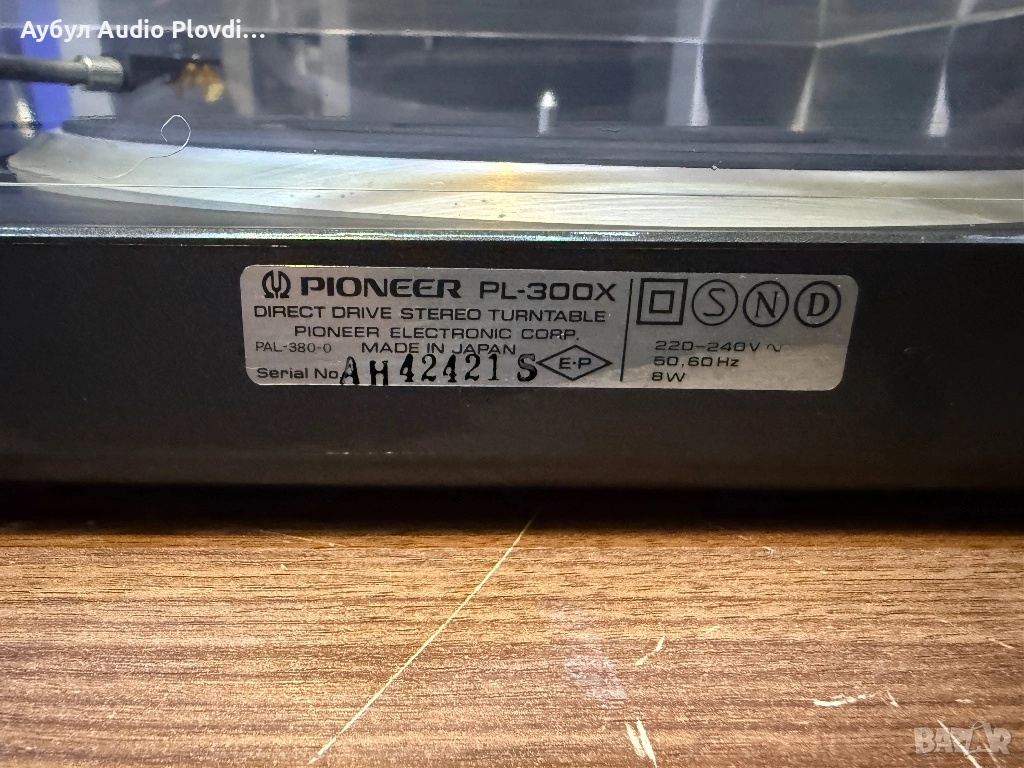 Аубул Audio Plovdi...
PIONEER PL-300X
DIRECT DRIVE STEREO TURNTABLE
PIONEER ELECTRONIC CORP.
PAL-380-0 MADE IN JAPAN
Serial No. AH42421S E·P
S N D
220-240V ~
50,60Hz
8W
BAZAR